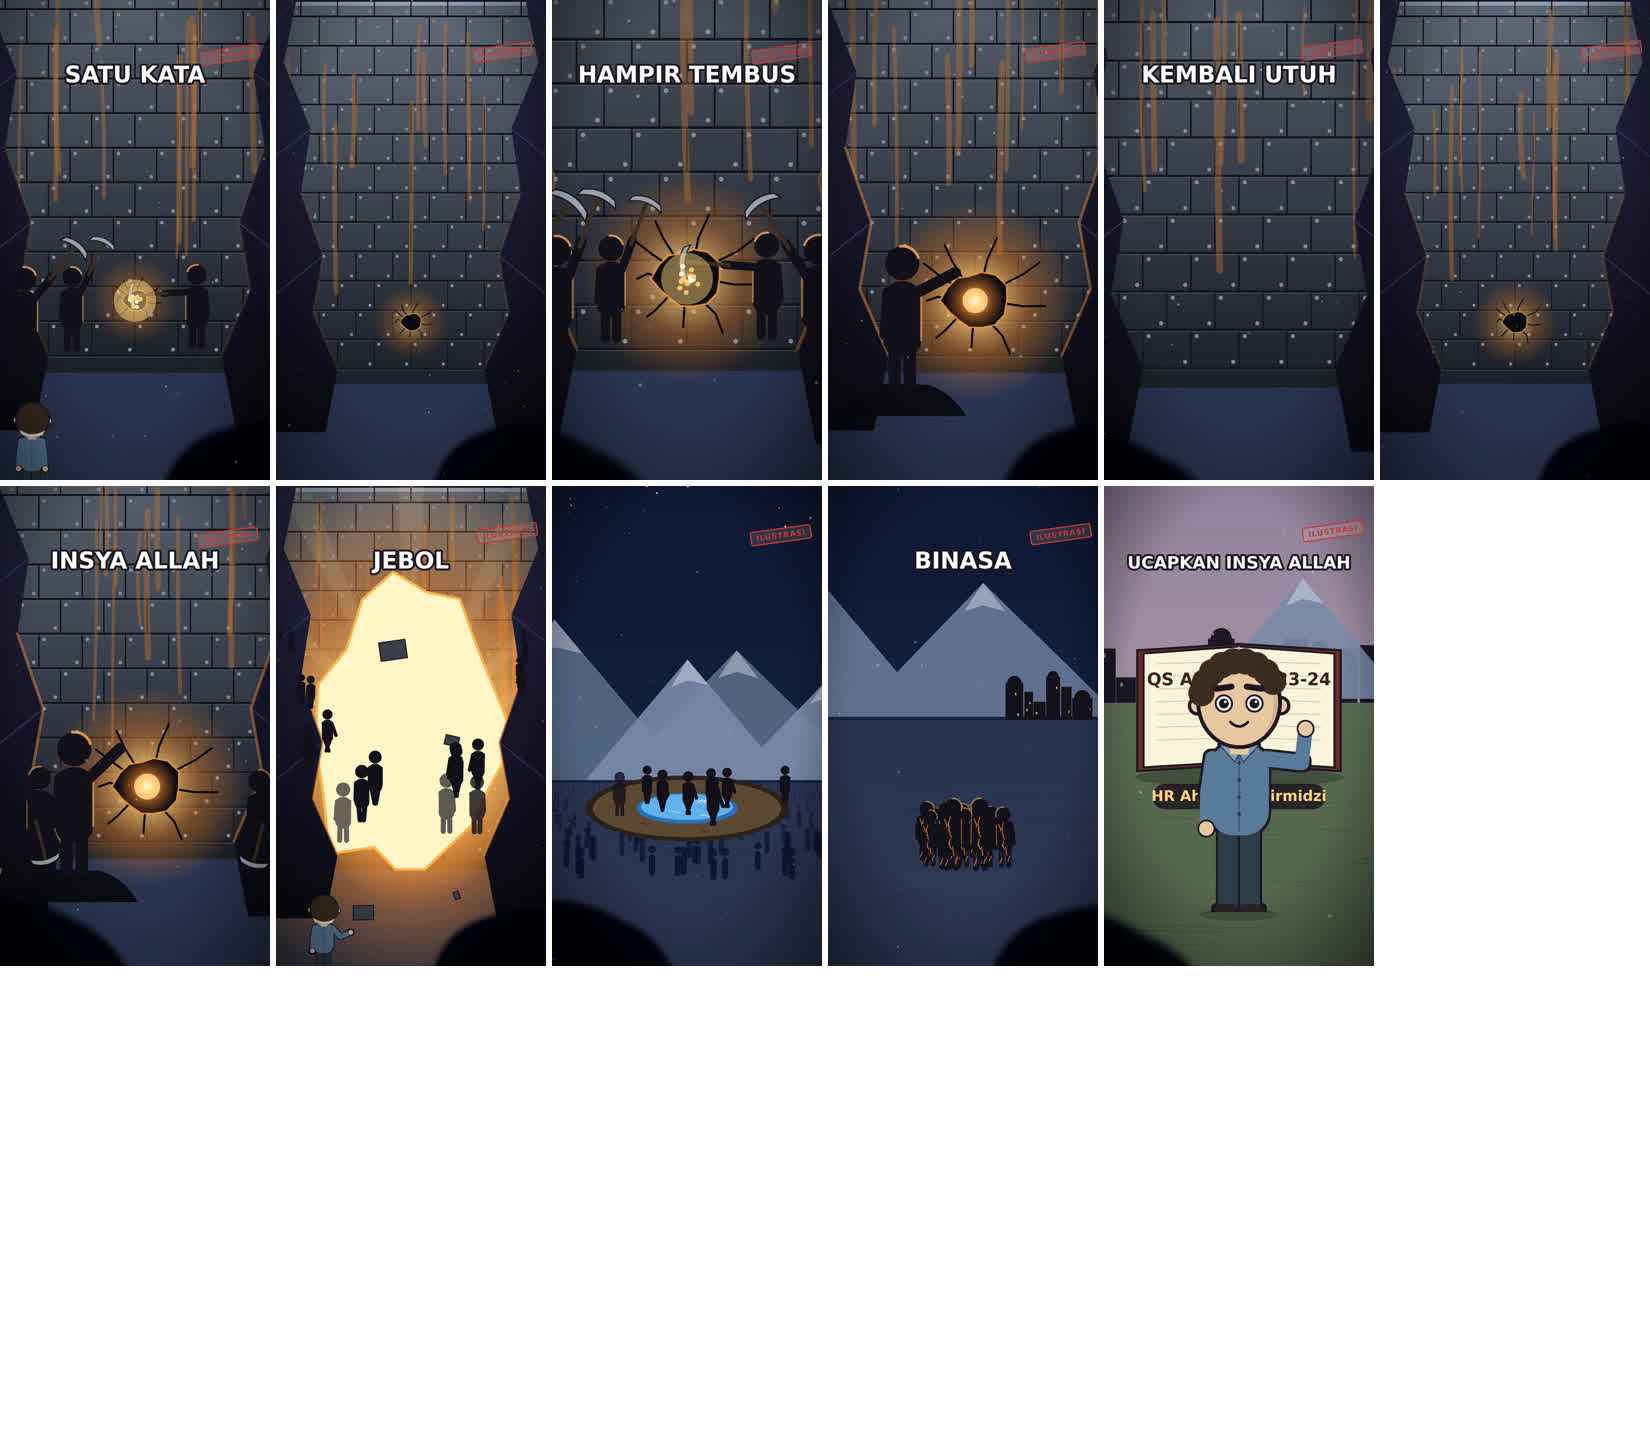 SATU KATA
HAMPIR TEMBUS
KEMBALI UTUH
INSYA ALLAH
JEBOL
ILUSTRASI
ILUSTRASI
BINASA
ILUSTRASI
UCAPKAN INSYA ALLAH
QS A 3-24
HR Ah irmidzi